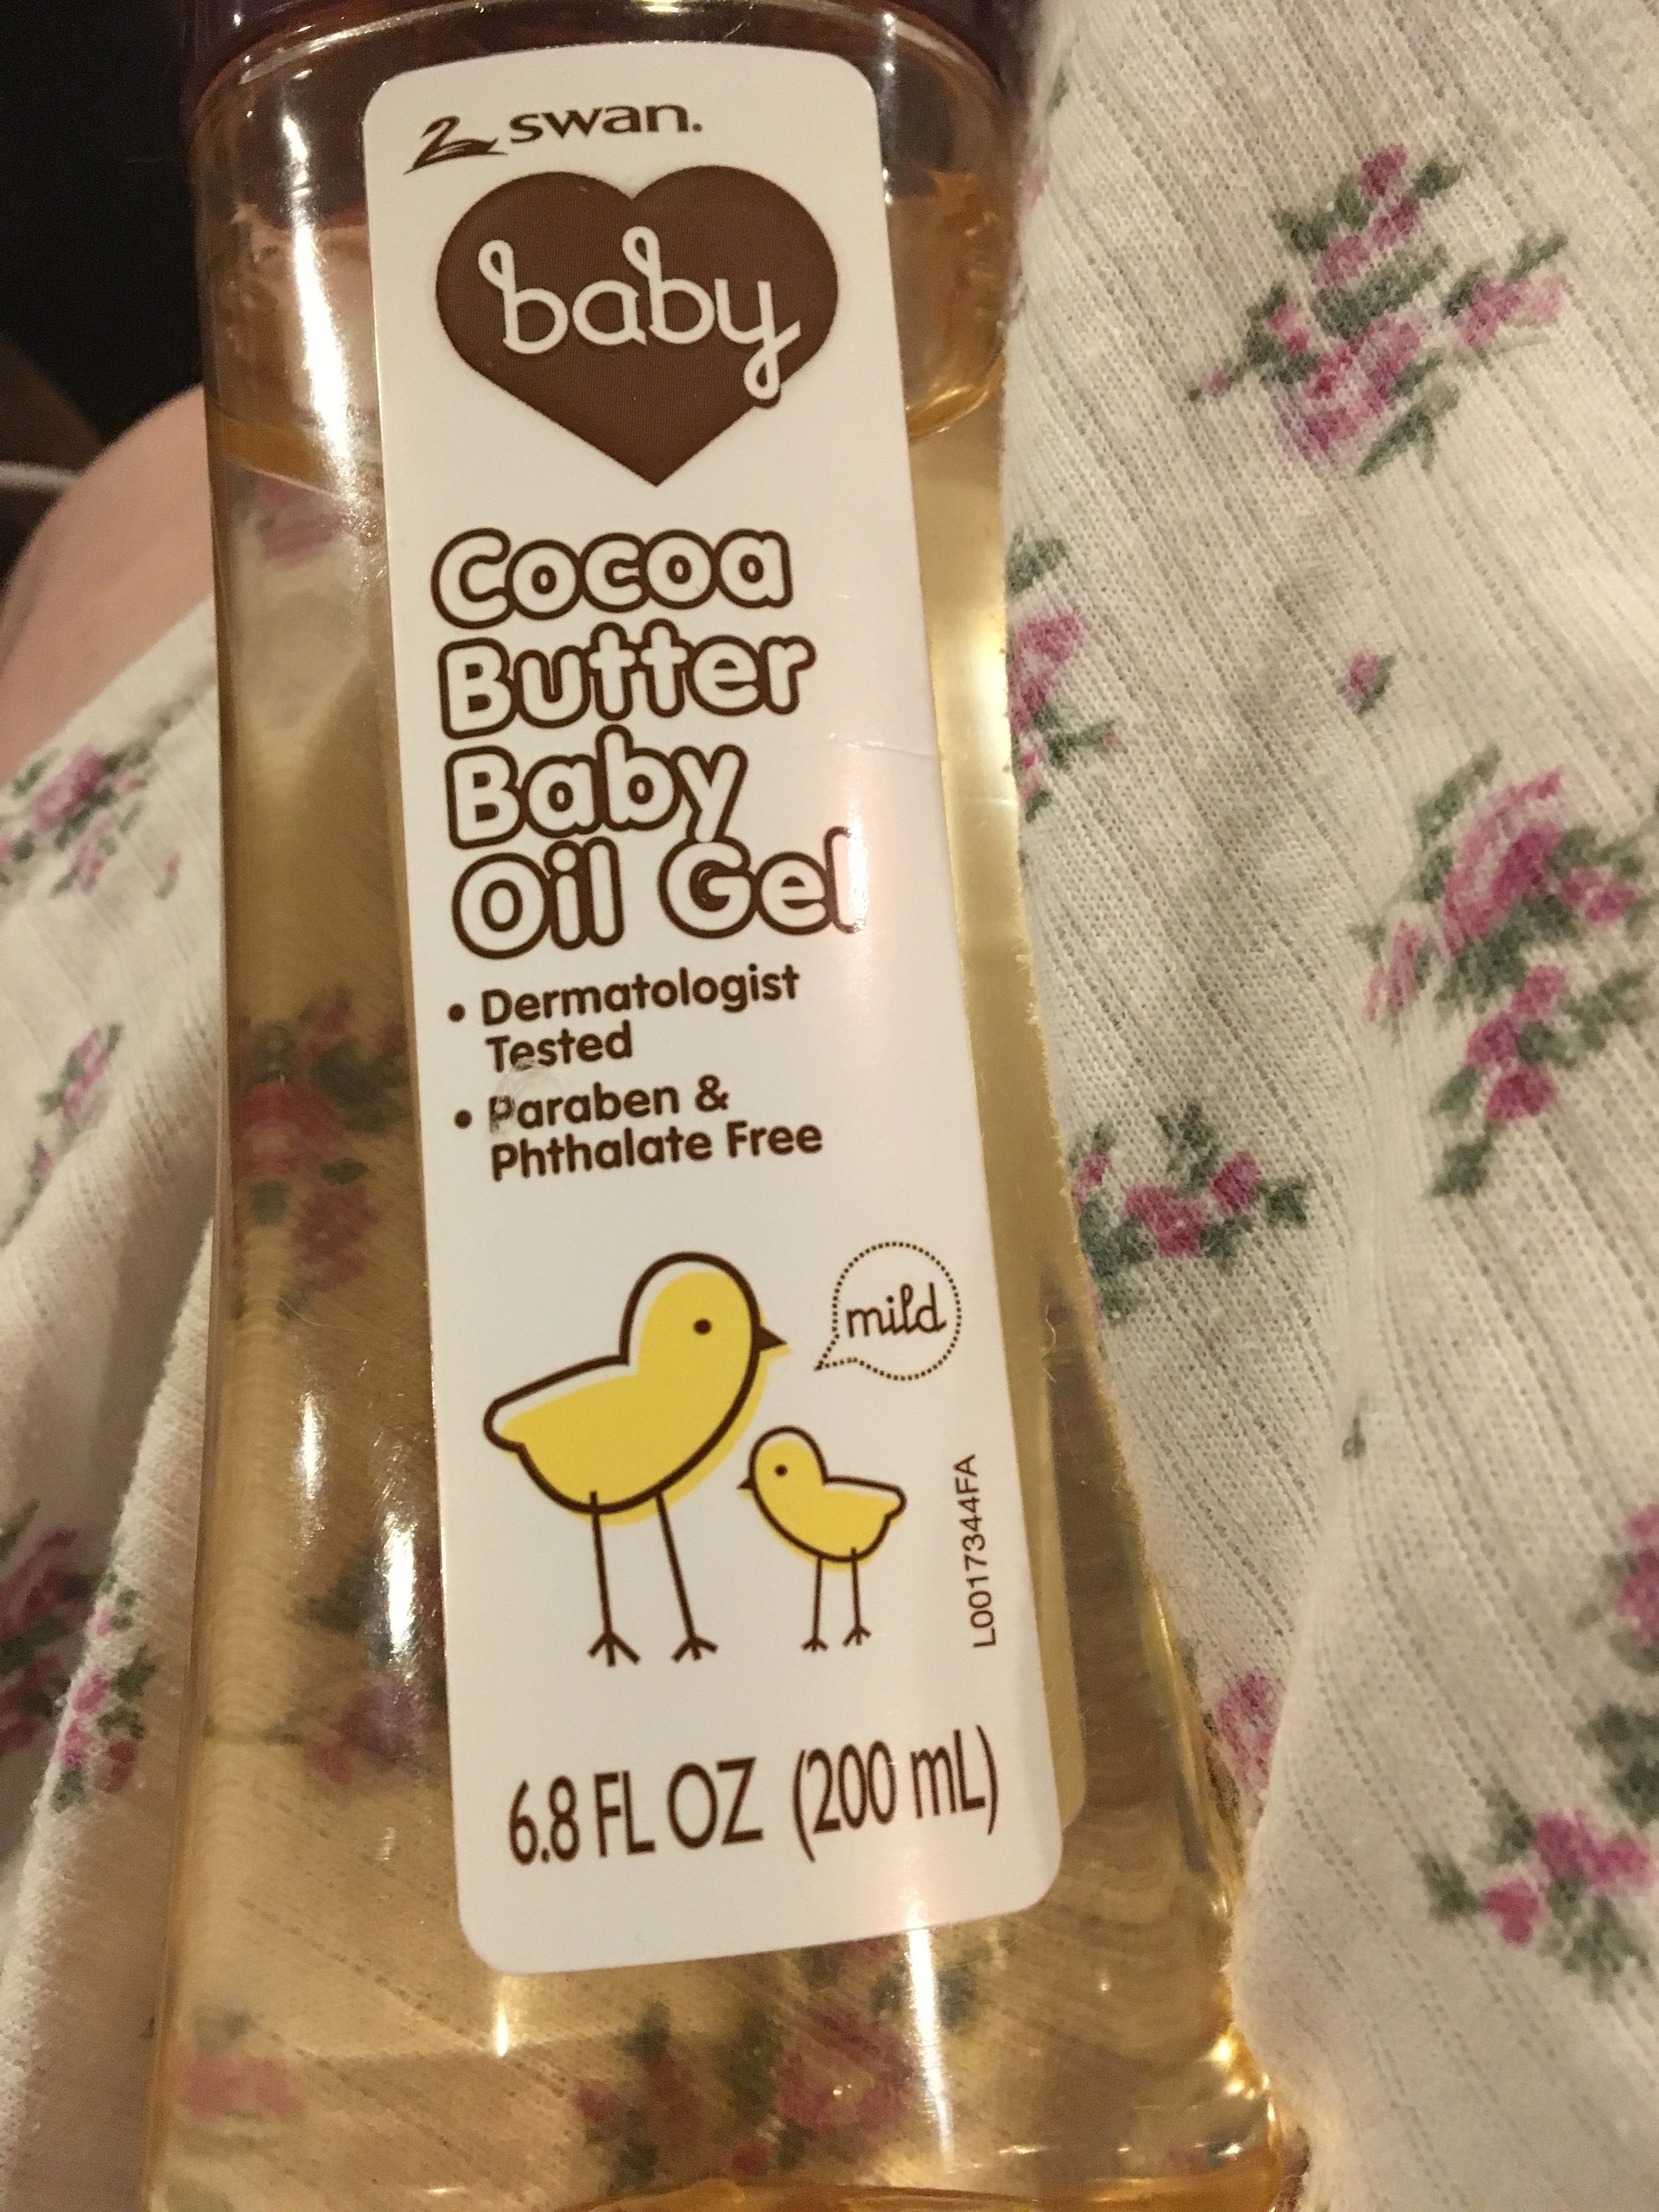 swan.
baby
Cocoa
Butter
Baby
Oil Gel
• Dermatologist
Tested
• Paraben &
Phthalate Free
mild
L0017344FA
6.8 FL OZ (200 mL)